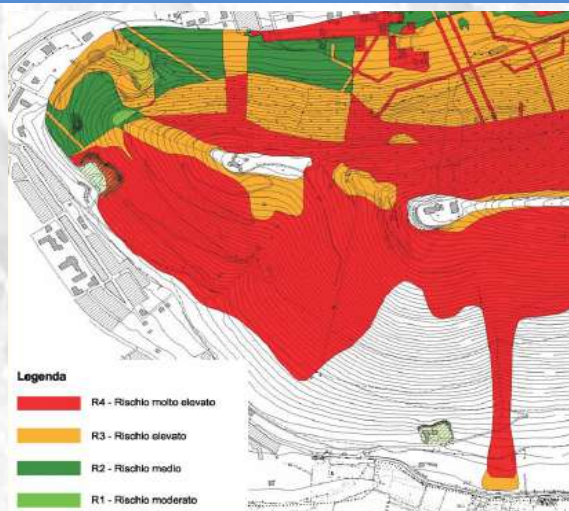 Legenda
R4 - Rischio molto elevato
R3 - Rischio elevato
R2 - Rischio medio
R1 - Rischio moderato